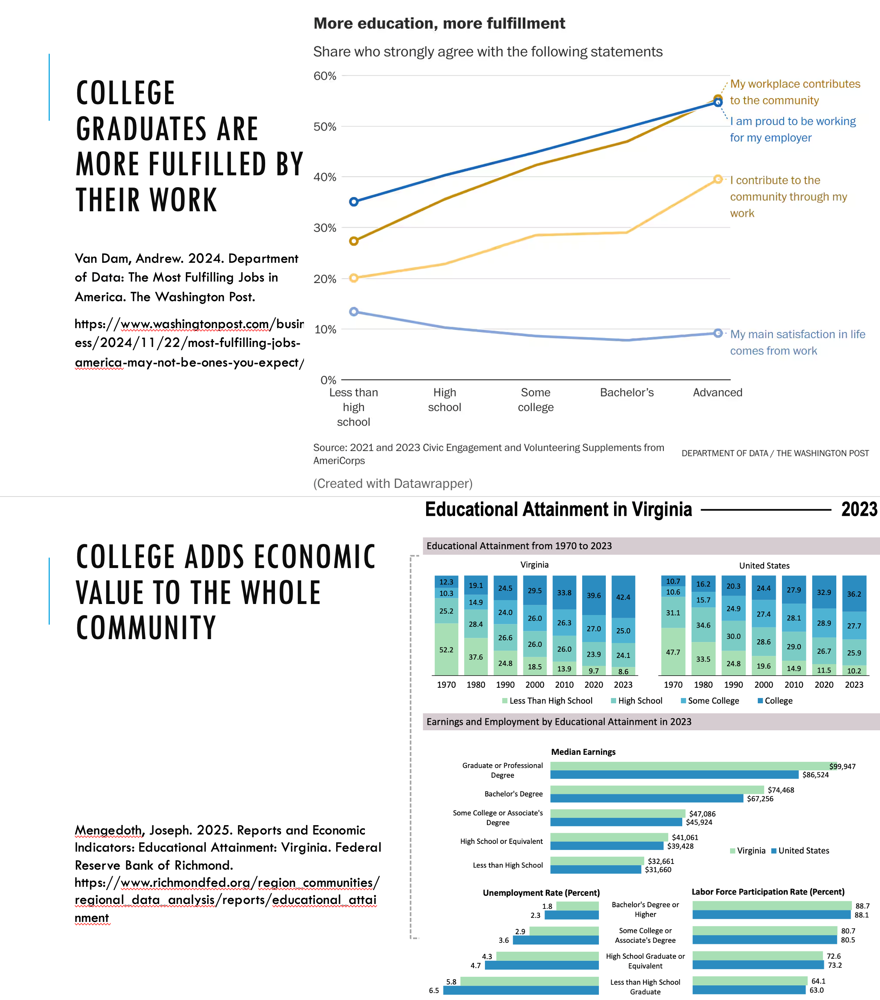 COLLEGE
GRADUATES ARE
MORE FULFILLED BY
THEIR WORK
Van Dam, Andrew. 2024. Department
of Data: The Most Fulfilling Jobs in
America. The Washington Post.
https://www.washingtonpost.com/busin
ess/2024/11/22/most-fulfilling-jobs-
america-may-not-be-ones-you-expect/
More education, more fulfillment
Share who strongly agree with the following statements
60%
50%
40%
30%
20%
10%
0%
My workplace contributes
to the community
I am proud to be working
for my employer
I contribute to the
community through my
work
My main satisfaction in life
comes from work
Less than
high
school
High
school
Some
college
Bachelor’s
Advanced
Source: 2021 and 2023 Civic Engagement and Volunteering Supplements from
AmeriCorps
DEPARTMENT OF DATA / THE WASHINGTON POST
(Created with Datawrapper)
COLLEGE ADDS ECONOMIC
VALUE TO THE WHOLE
COMMUNITY
Mengedoth, Joseph. 2025. Reports and Economic
Indicators: Educational Attainment: Virginia. Federal
Reserve Bank of Richmond.
https://www.richmondfed.org/region_communities/
regional_data_analysis/reports/educational_attai
nment
Educational Attainment in Virginia 2023
Educational Attainment from 1970 to 2023
Virginia
12.3 19.1 24.5 29.5 33.8 39.6 42.4
10.3 14.9 24.0 26.0 26.3 27.0 25.0
25.2 28.4 26.6 26.0 26.0 23.9 24.1
52.2 37.6 24.8 18.5 13.9 9.7 8.6
1970 1980 1990 2000 2010 2020 2023
United States
10.7 16.2 20.3 24.4 27.9 32.9 36.2
10.6 15.7 24.9 27.4 28.1 28.9 27.7
31.1 34.6 30.0 28.6 29.0 26.7 25.9
47.7 33.5 24.8 19.6 14.9 11.5 10.2
1970 1980 1990 2000 2010 2020 2023
Less Than High School High School Some College College
Earnings and Employment by Educational Attainment in 2023
Median Earnings
Graduate or Professional
Degree
$99,947
$86,524
Bachelor's Degree
$74,468
$67,256
Some College or Associate's
Degree
$47,086
$45,924
High School or Equivalent
$41,061
$39,428
Less than High School
$32,661
$31,660
Virginia United States
Unemployment Rate (Percent)
Labor Force Participation Rate (Percent)
1.8
2.3
Bachelor's Degree or
Higher
88.7
88.1
2.9
3.6
Some College or
Associate's Degree
80.7
80.5
4.3
4.7
High School Graduate or
Equivalent
72.6
73.2
5.8
6.5
Less than High School
Graduate
64.1
63.0